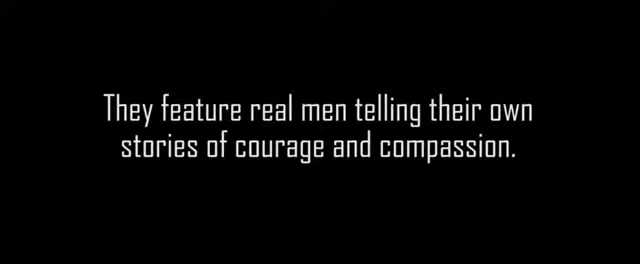 They feature real men telling their own
stories of courage and compassion.